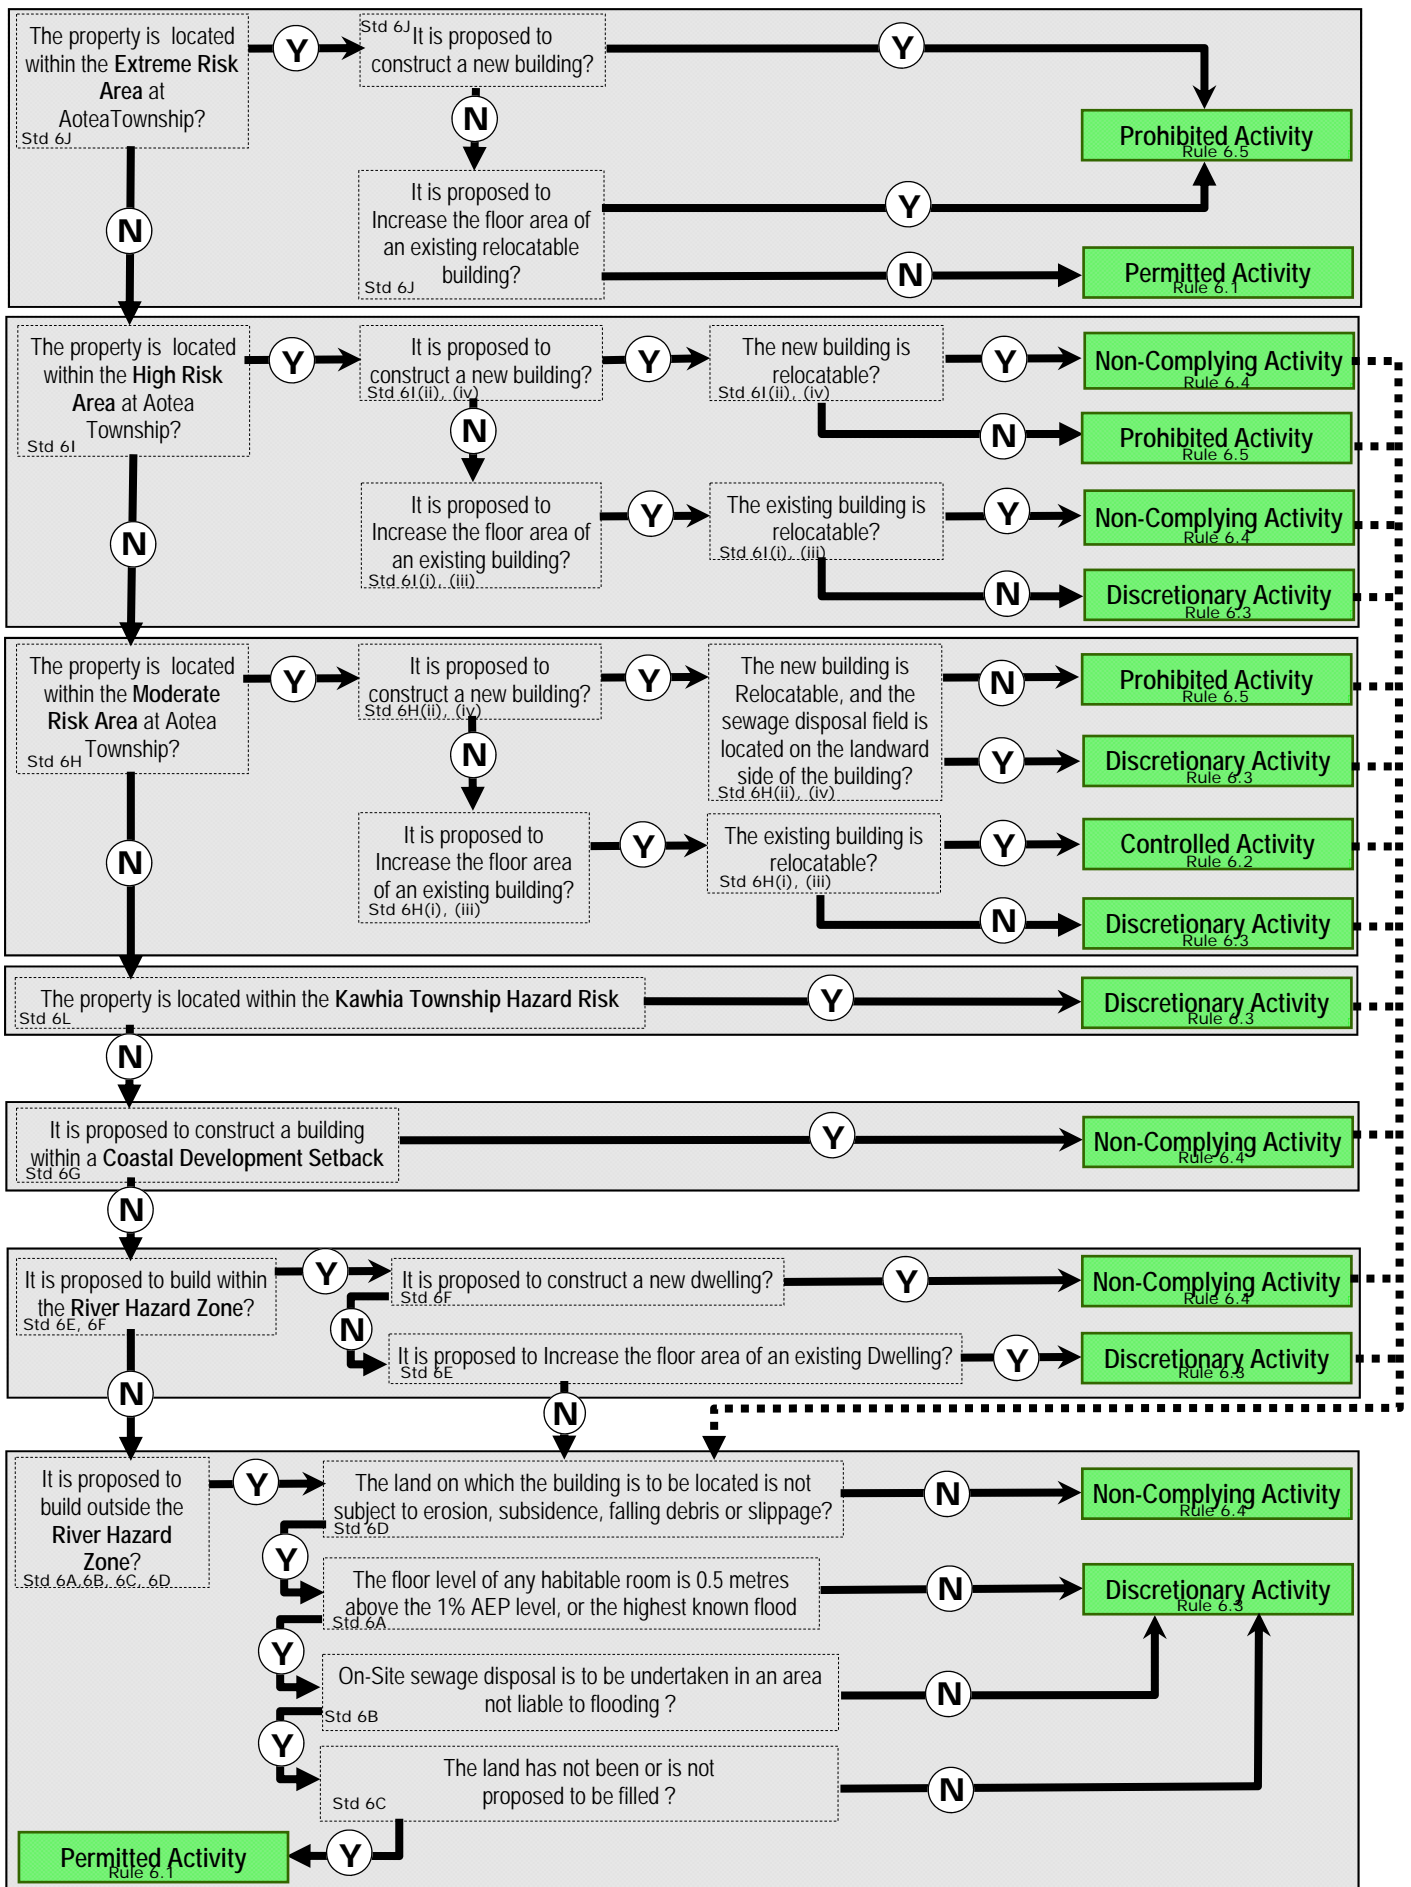 The property is located
within the Extreme Risk
Area at
AoteaTownship?
Std 6J
Y
Std 6J
It is proposed to
construct a new building?
Y
N
Prohibited Activity
Rule 6.5
It is proposed to
Increase the floor area of
an existing relocatable
building?
Std 6J
Y
N
Permitted Activity
Rule 6.1
N
The property is located
within the High Risk
Area at Aotea
Township?
Std 6I
Y
It is proposed to
construct a new building?
Std 6I(ii), (iv)
Y
The new building is
relocatable?
Std 6I(ii), (iv)
Y
Non-Complying Activity
Rule 6.4
N
Prohibited Activity
Rule 6.5
N
It is proposed to
Increase the floor area of
an existing building?
Std 6I(i), (iii)
Y
The existing building is
relocatable?
Std 6I(i), (iii)
Y
Non-Complying Activity
Rule 6.4
N
Discretionary Activity
Rule 6.3
N
The property is located
within the Moderate
Risk Area at Aotea
Township?
Std 6H
Y
It is proposed to
construct a new building?
Std 6H(ii), (iv)
Y
The new building is
Relocatable, and the
sewage disposal field is
located on the landward
side of the building?
Std 6H(ii), (iv)
N
Prohibited Activity
Rule 6.5
Y
Discretionary Activity
Rule 6.3
N
It is proposed to
Increase the floor area
of an existing building?
Std 6H(i), (iii)
Y
The existing building is
relocatable?
Std 6H(i), (iii)
Y
Controlled Activity
Rule 6.2
N
Discretionary Activity
Rule 6.3
N
The property is located within the Kawhia Township Hazard Risk
Std 6L
Y
Discretionary Activity
Rule 6.3
N
It is proposed to construct a building
within a Coastal Development Setback
Std 6G
Y
Non-Complying Activity
Rule 6.4
N
It is proposed to build within
the River Hazard Zone?
Std 6E, 6F
Y
It is proposed to construct a new dwelling?
Std 6F
Y
Non-Complying Activity
Rule 6.4
N
It is proposed to Increase the floor area of an existing Dwelling?
Std 6E
Y
Discretionary Activity
Rule 6.3
N
N
It is proposed to
build outside the
River Hazard
Zone?
Std 6A,6B, 6C, 6D
Y
The land on which the building is to be located is not
subject to erosion, subsidence, falling debris or slippage?
Std 6D
N
Non-Complying Activity
Rule 6.4
Y
The floor level of any habitable room is 0.5 metres
above the 1% AEP level, or the highest known flood
Std 6A
N
Discretionary Activity
Rule 6.3
Y
On-Site sewage disposal is to be undertaken in an area
not liable to flooding ?
Std 6B
N
Y
The land has not been or is not
proposed to be filled ?
Std 6C
N
Y
Permitted Activity
Rule 6.1